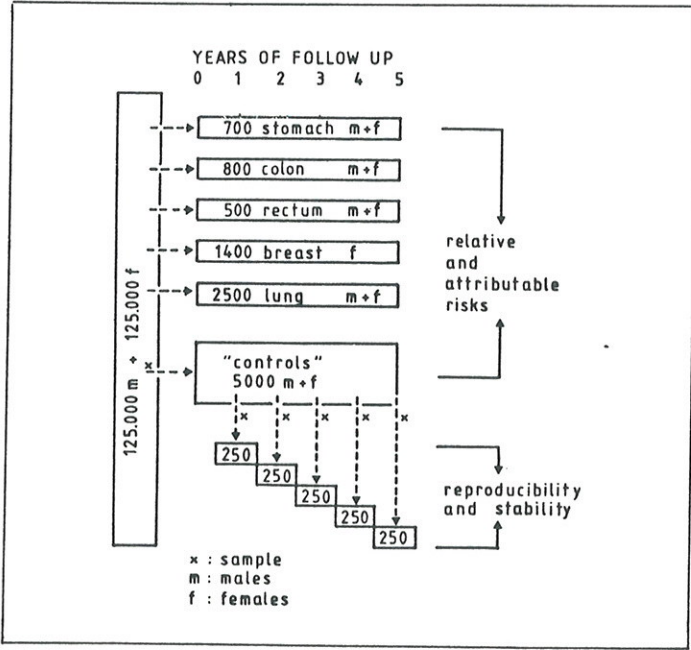 YEARS OF FOLLOW UP
0 1 2 3 4 5
125.000 m + 125.000 f
x
700 stomach m+f
800 colon m+f
500 rectum m+f
1400 breast f
2500 lung m+f
relative
and
attributable
risks
"controls"
5000 m+f
x x x x x
250
250
250
250
250
reproducibility
and stability
x : sample
m : males
f : females